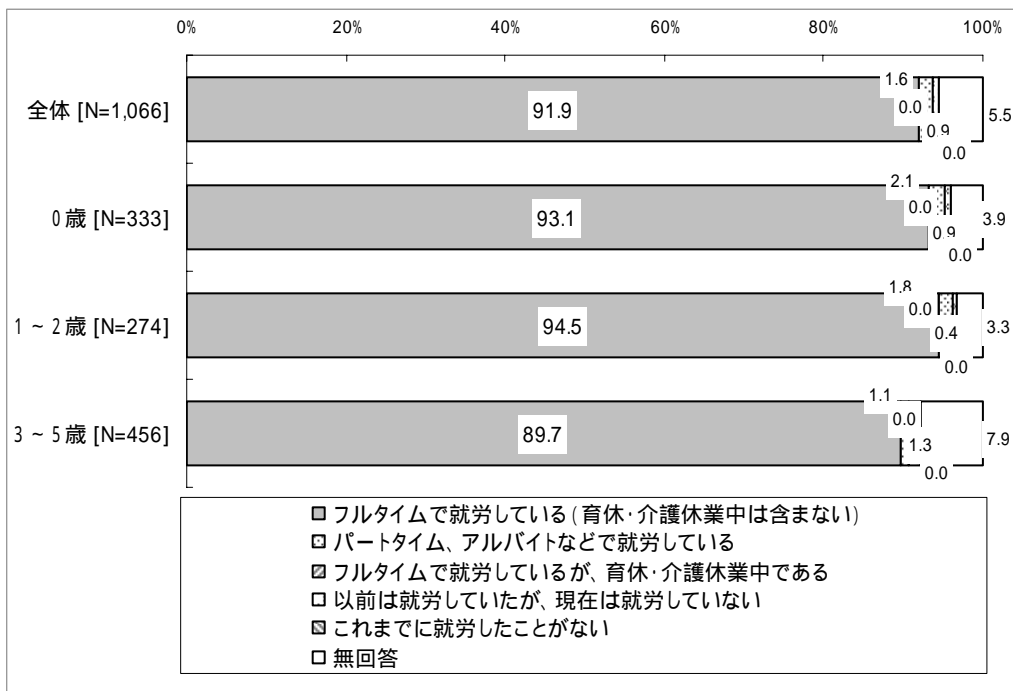 0% 20% 40% 60% 80% 100%
全体 [N=1,066] 91.9 1.6 0.0 0.9 0.0 5.5
0歳 [N=333] 93.1 2.1 0.0 0.9 0.0 3.9
1~2歳 [N=274] 94.5 1.8 0.0 0.4 0.0 3.3
3~5歳 [N=456] 89.7 1.1 0.0 1.3 0.0 7.9
フルタイムで就労している(育休・介護休業中は含まない)
パートタイム、アルバイトなどで就労している
フルタイムで就労しているが、育休・介護休業中である
以前は就労していたが、現在は就労していない
これまでに就労したことがない
無回答